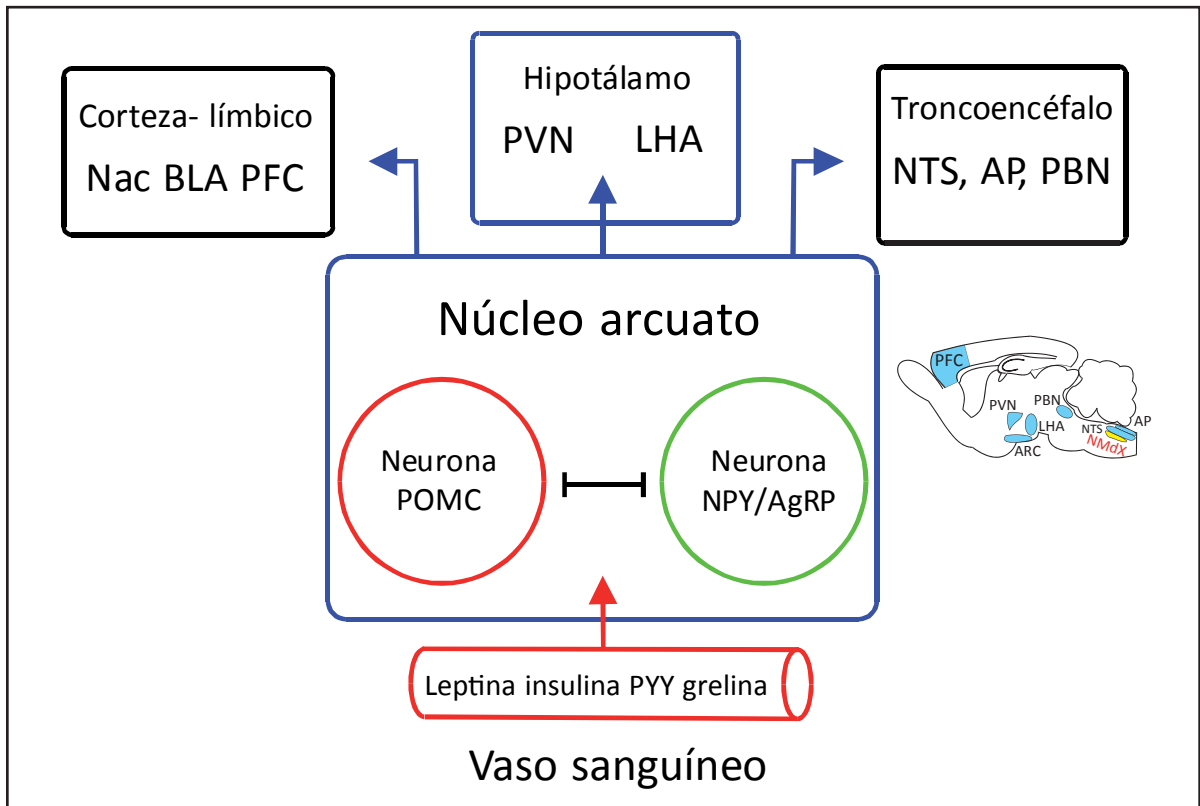 Corteza- límbico
Nac BLA PFC
Hipotálamo
PVN LHA
Troncoencéfalo
NTS, AP, PBN
Núcleo arcuato
Neurona
POMC
Neurona
NPY/AgRP
Leptina insulina PYY grelina
Vaso sanguíneo
PFC
PVN
PBN
LHA
ARC
NTS
AP
NMdX